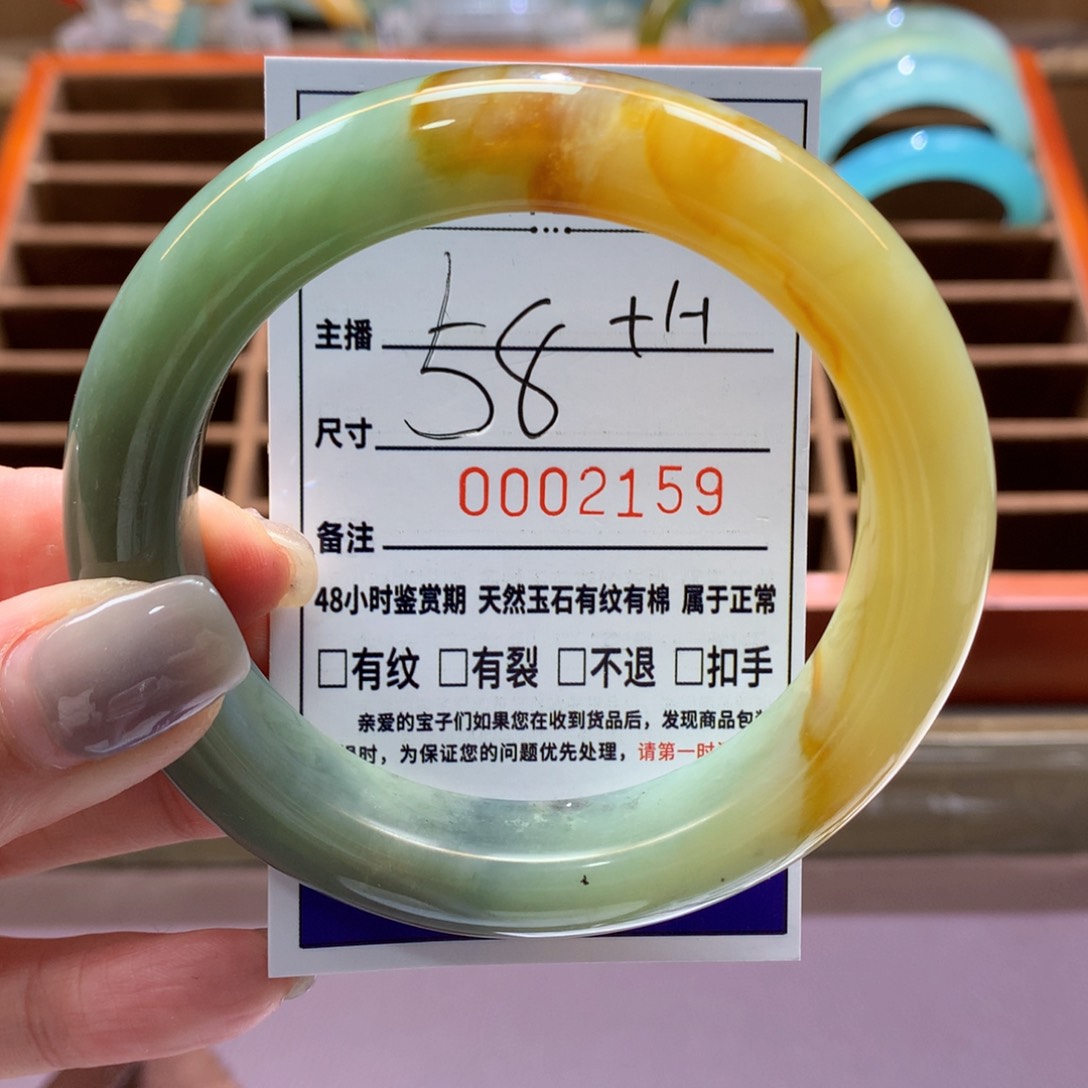 主播
58 +H
尺寸
0002159
备注
48小时鉴赏期 天然玉石有纹有棉 属于正常
□有纹 □有裂 □不退 □扣手
亲爱的宝子们如果您在收到货品后，发现商品包
时，为保证您的问题优先处理，请第一时